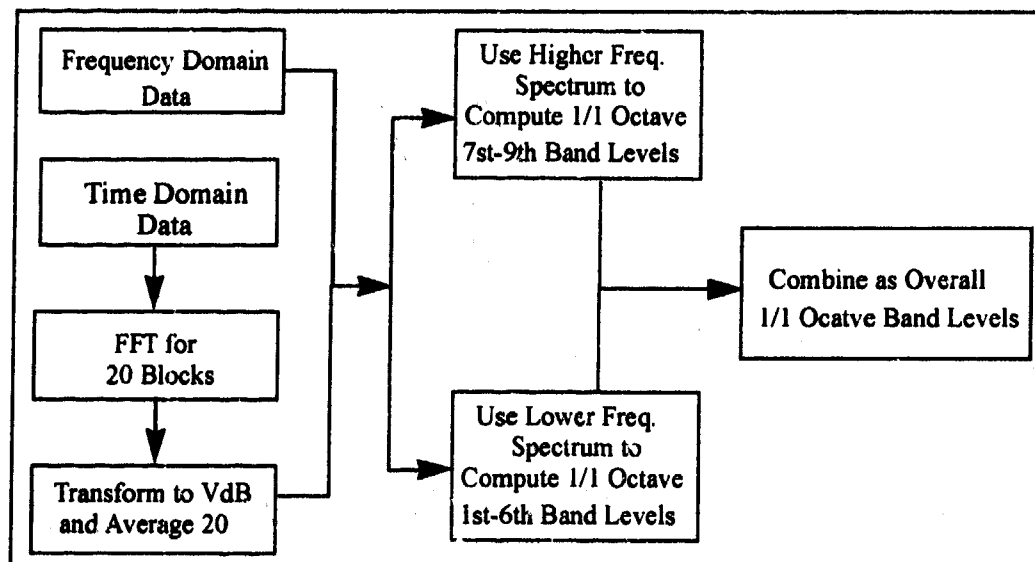 Frequency Domain
Data
Time Domain
Data
FFT for
20 Blocks
Transform to VdB
and Average 20
Use Higher Freq.
Spectrum to
Compute 1/1 Octave
7st-9th Band Levels
Use Lower Freq.
Spectrum to
Compute 1/1 Octave
1st-6th Band Levels
Combine as Overall
1/1 Ocatve Band Levels